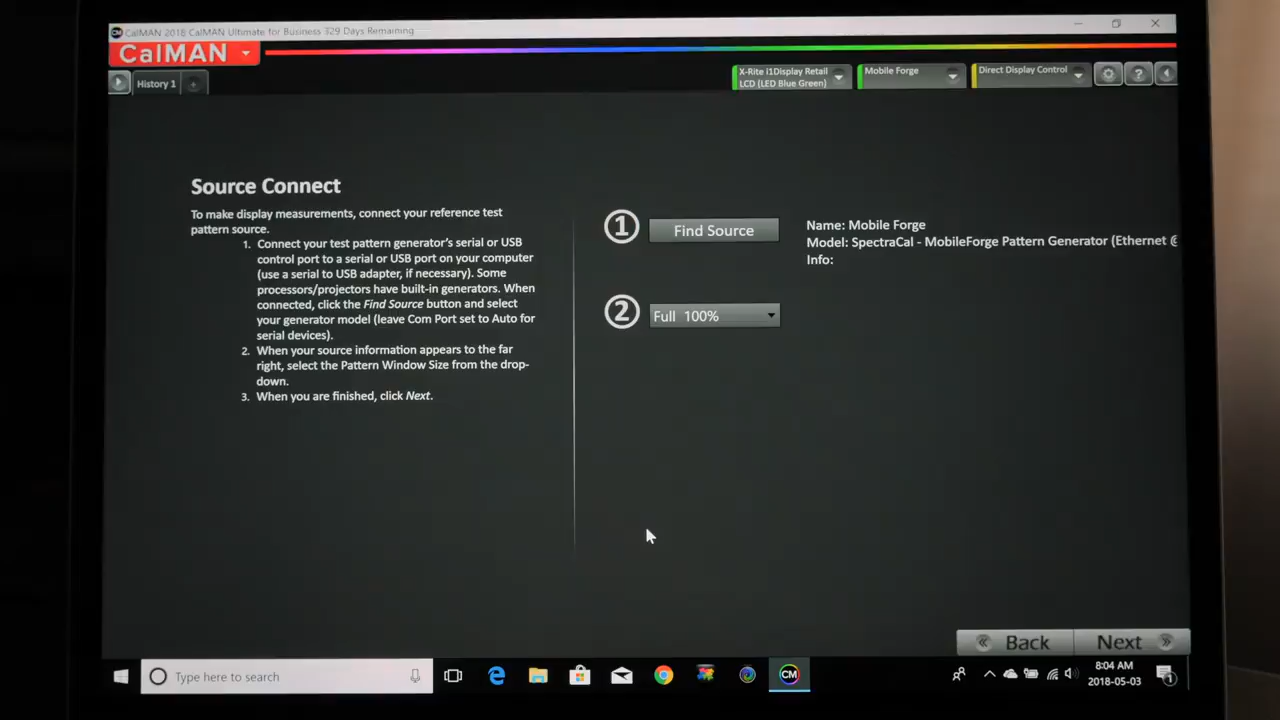 CalMAN 2018 CalMAN Ultimate for Business 329 Days Remaining
CalMAN
History 1
X-Rite I1Display Retail
LCD (LED Blue Green)
Mobile Forge
Direct Display Control
Source Connect
To make display measurements, connect your reference test
pattern source.
1. Connect your test pattern generator's serial or USB
control port to a serial or USB port on your computer
(use a serial to USB adapter, if necessary). Some
processors/projectors have built-in generators. When
connected, click the Find Source button and select
your generator model (leave Com Port set to Auto for
serial devices).
2. When your source information appears to the far
right, select the Pattern Window Size from the drop-
down.
3. When you are finished, click Next.
1 Find Source
Name: Mobile Forge
Model: SpectraCal - MobileForge Pattern Generator (Ethernet @
Info:
2 Full 100%
Back
Next
Type here to search
CM
8:04 AM
2018-05-03
1